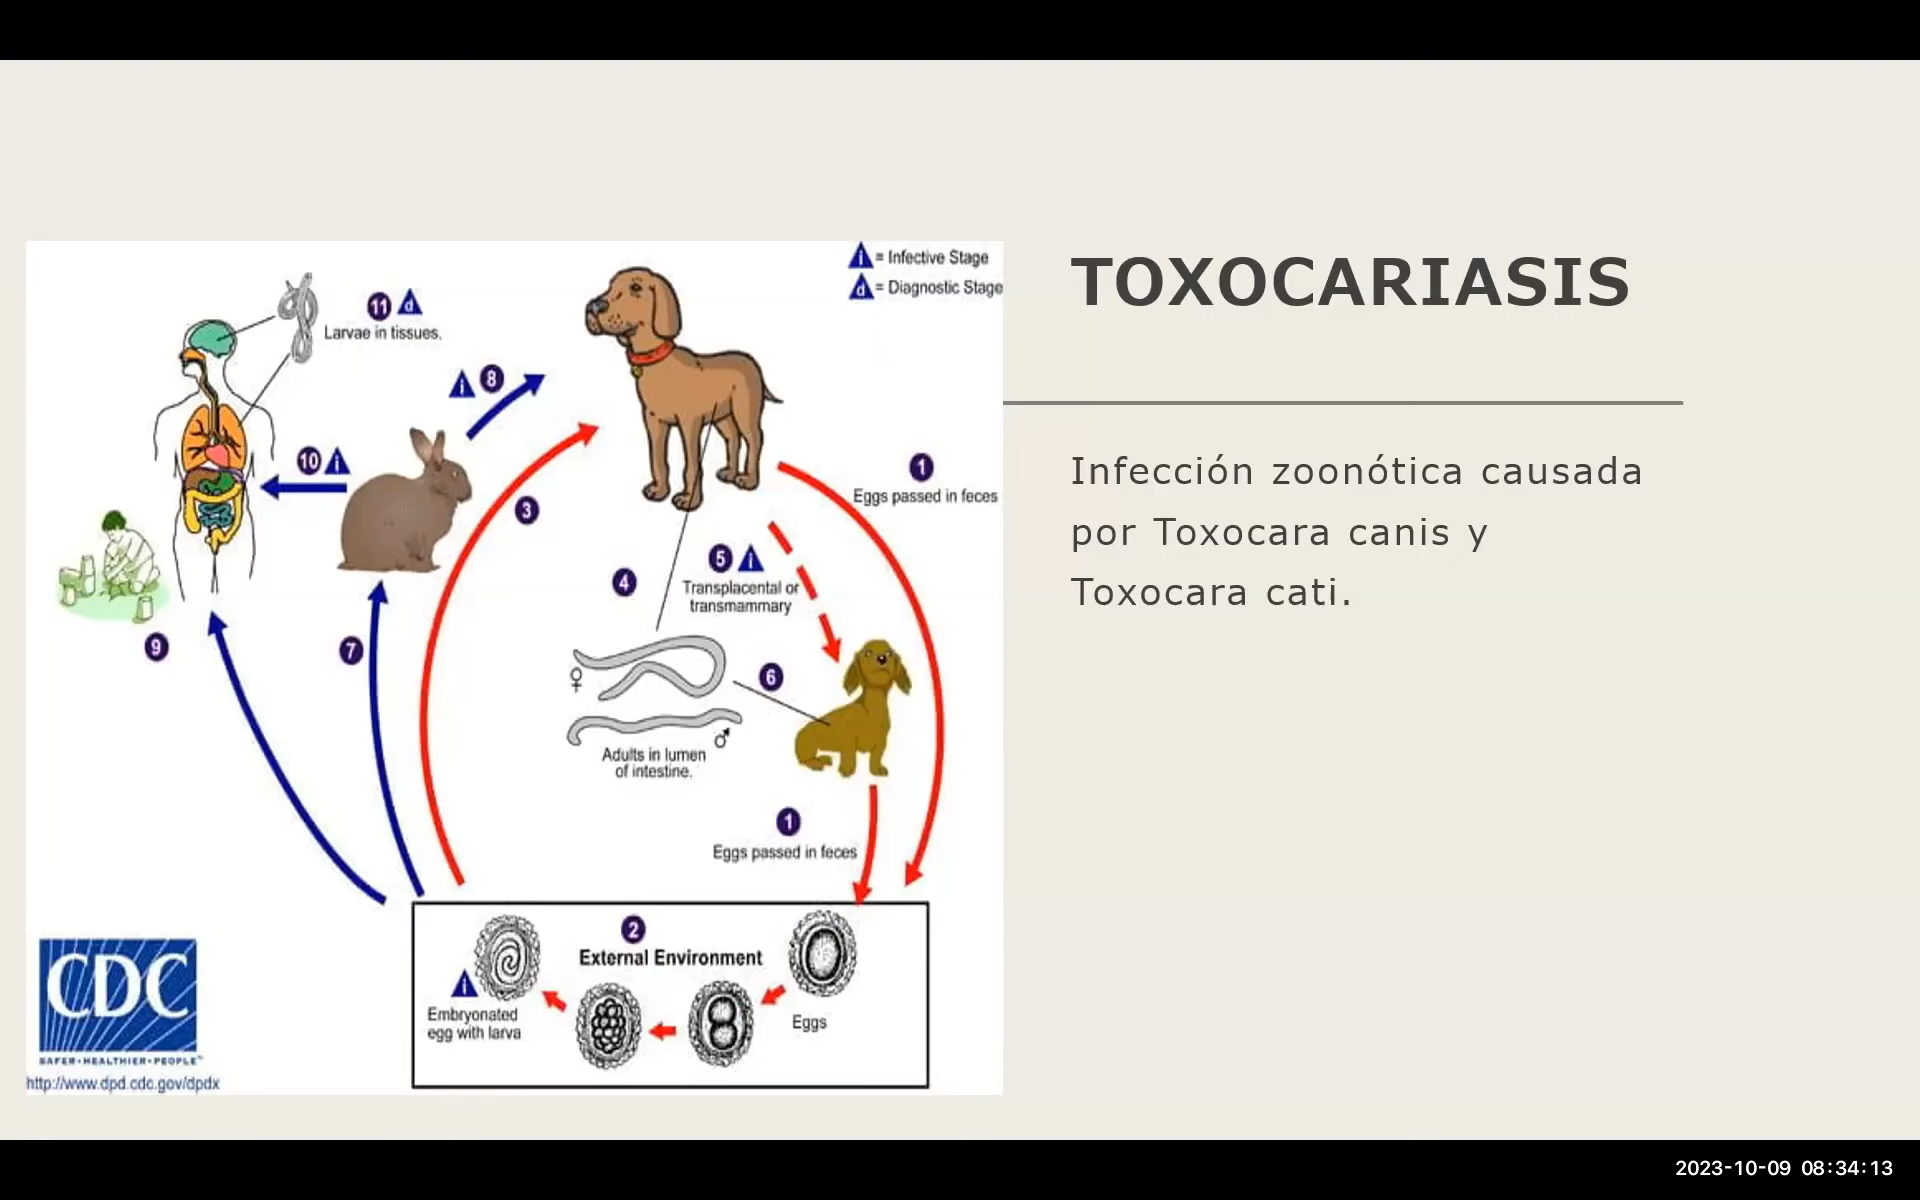 i = Infective Stage
d = Diagnostic Stage
11 d
Larvae in tissues.
i 8
10 i
3
1
Eggs passed in feces
4
5 i
Transplacental or
transmammary
9
7
6
♀
♂
Adults in lumen
of intestine.
1
Eggs passed in feces
2
External Environment
i
Embryonated
egg with larva
Eggs
CDC
SAFER•HEALTHIER•PEOPLE™
http://www.dpd.cdc.gov/dpdx
TOXOCARIASIS
Infección zoonótica causada
por Toxocara canis y
Toxocara cati.
2023-10-09 08:34:13